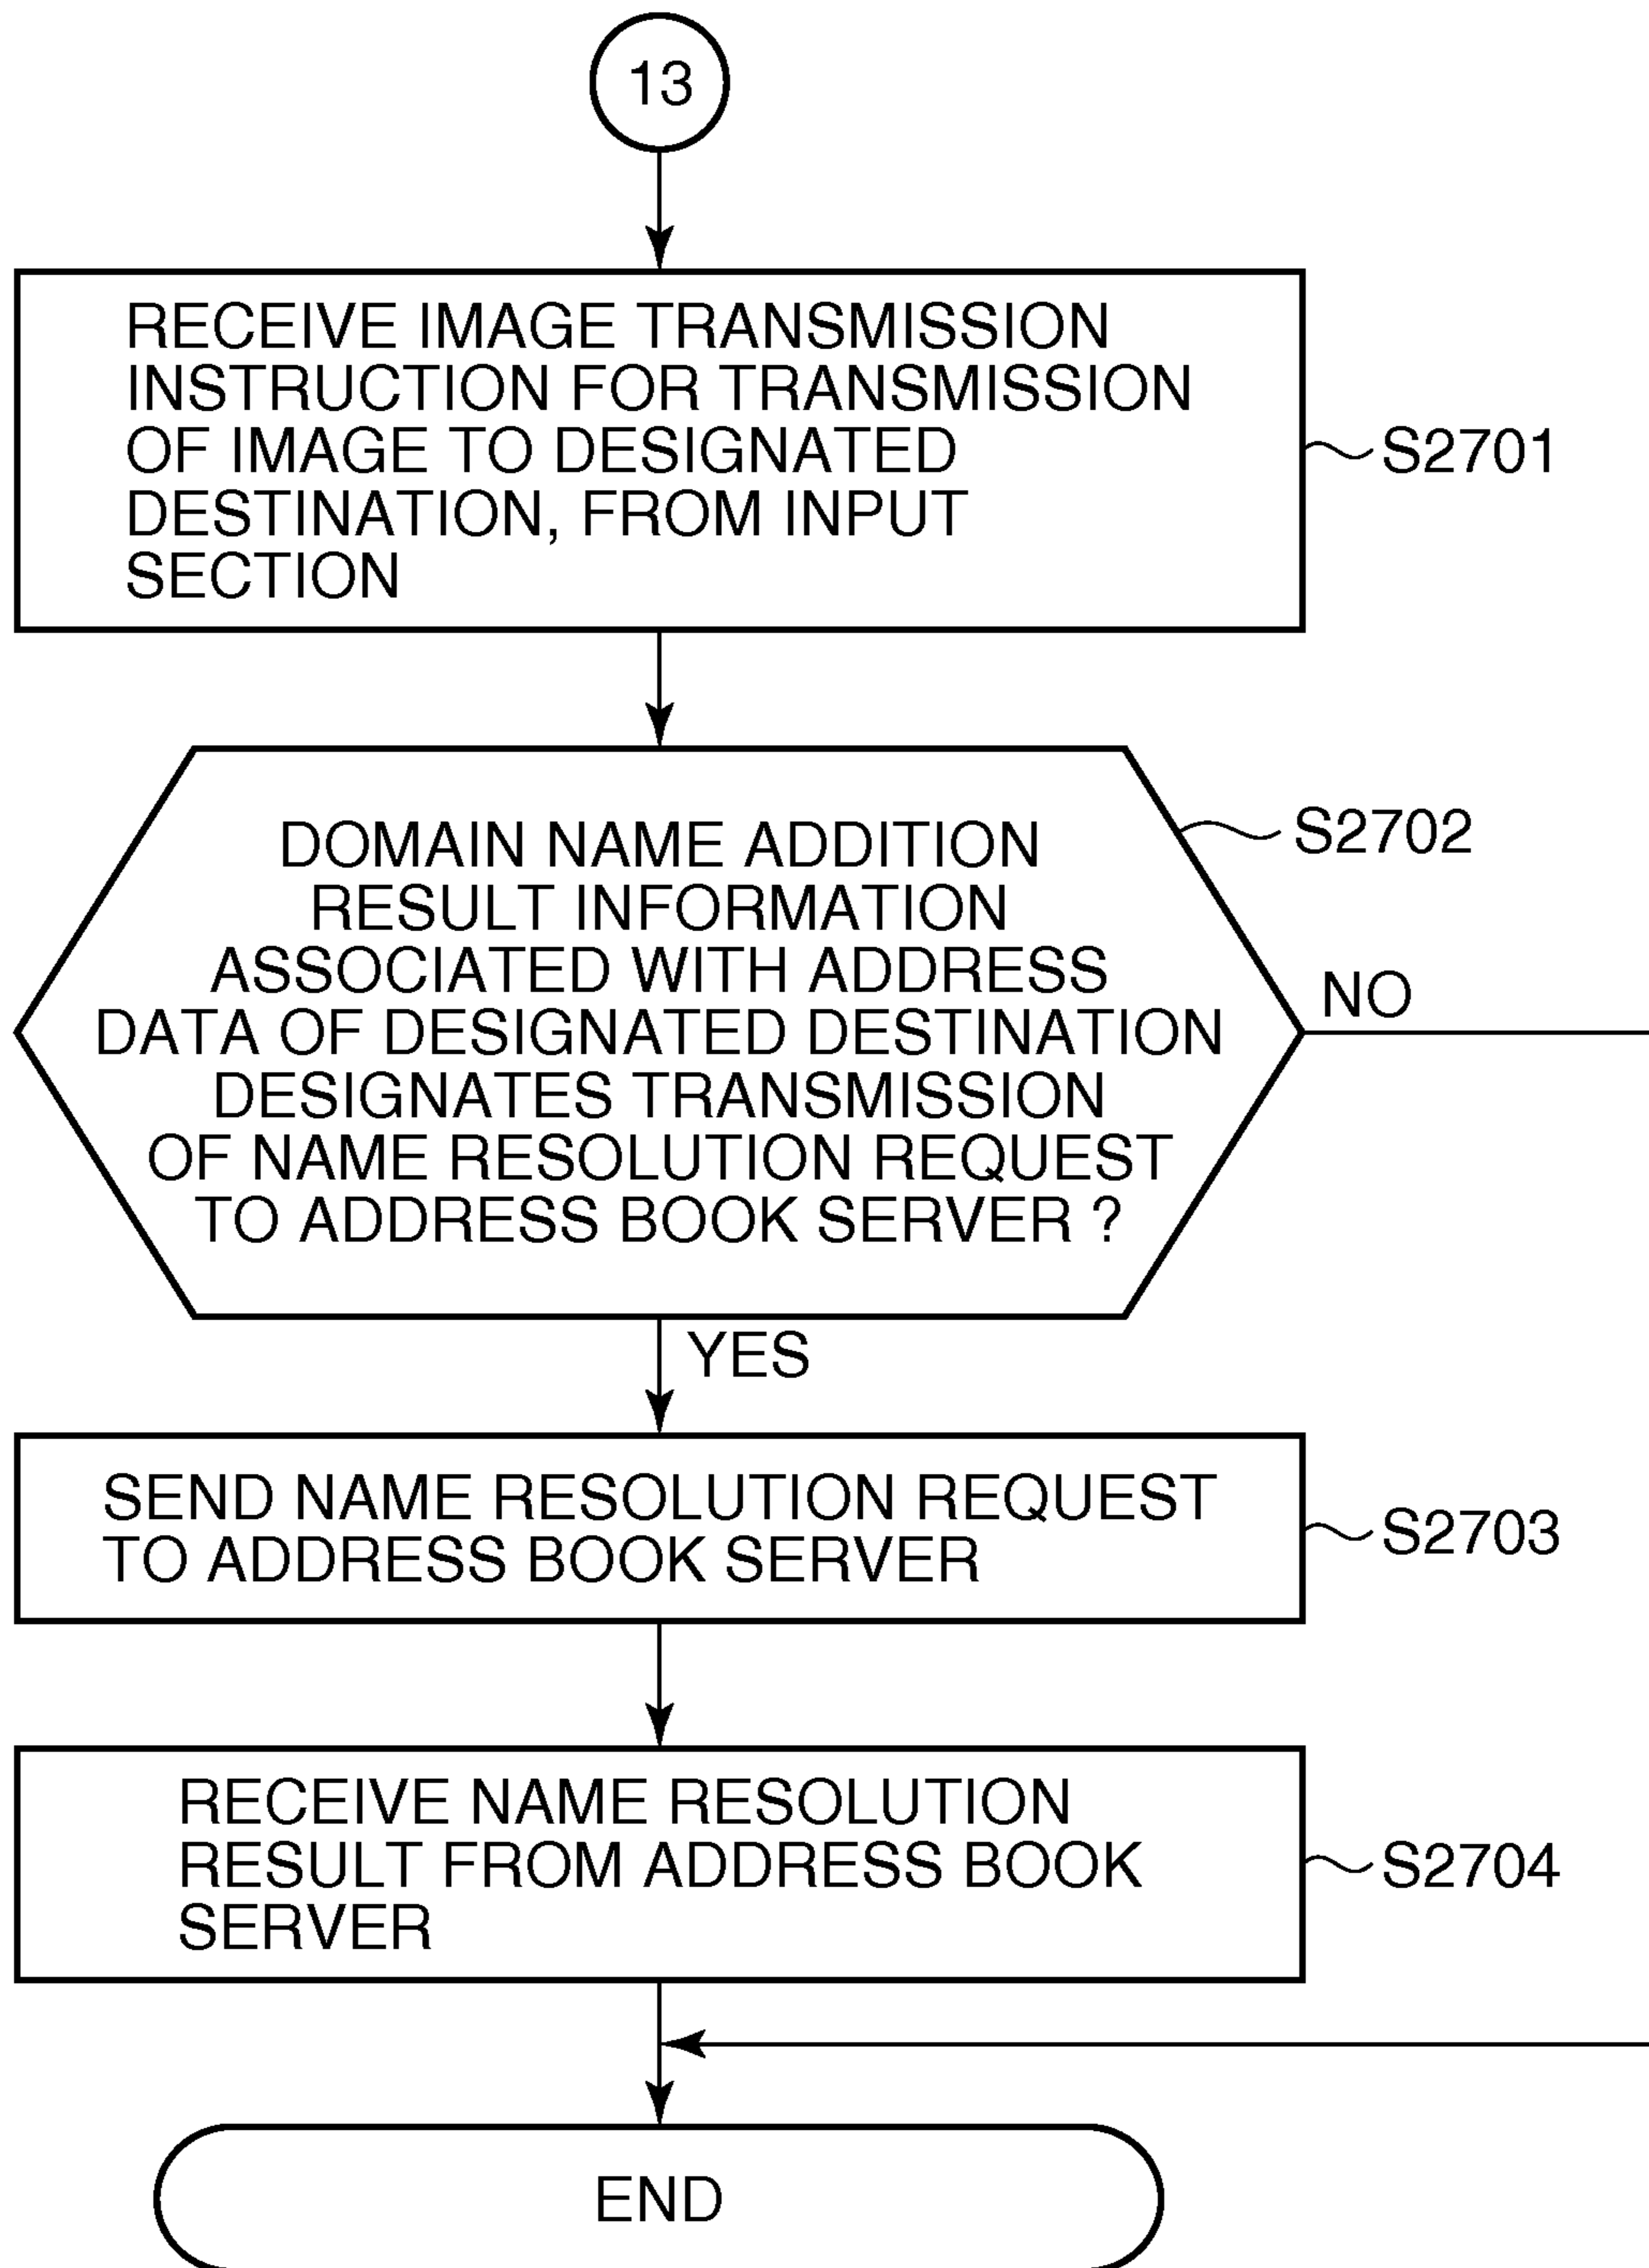 13
RECEIVE IMAGE TRANSMISSION
INSTRUCTION FOR TRANSMISSION
OF IMAGE TO DESIGNATED
DESTINATION, FROM INPUT
SECTION
S2701
DOMAIN NAME ADDITION
RESULT INFORMATION
ASSOCIATED WITH ADDRESS
DATA OF DESIGNATED DESTINATION
DESIGNATES TRANSMISSION
OF NAME RESOLUTION REQUEST
TO ADDRESS BOOK SERVER ?
S2702
NO
YES
SEND NAME RESOLUTION REQUEST
TO ADDRESS BOOK SERVER
S2703
RECEIVE NAME RESOLUTION
RESULT FROM ADDRESS BOOK
SERVER
S2704
END